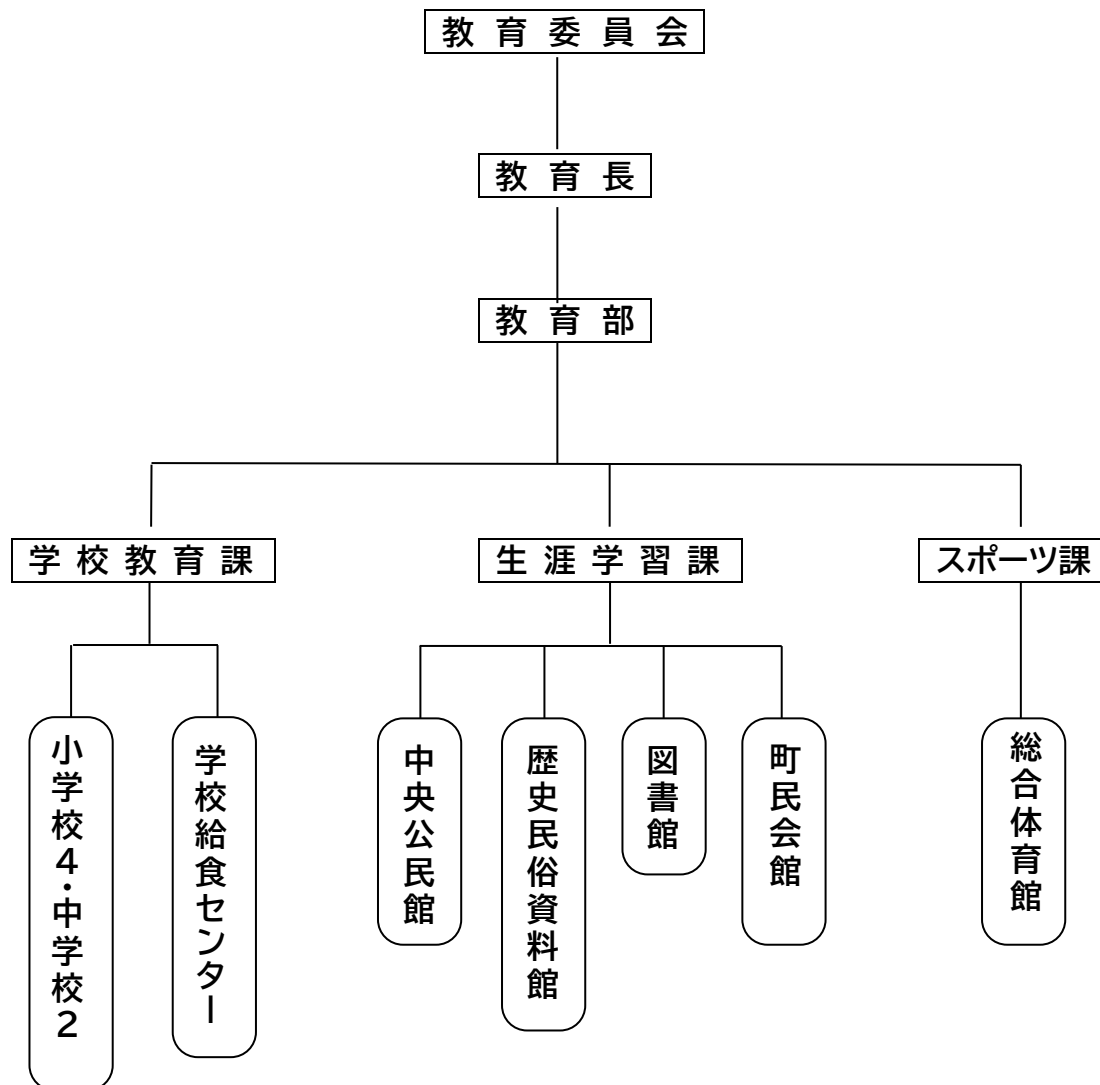 教育委員会
教育長
教育部
学校教育課
生涯学習課
スポーツ課
小学校4・中学校2
学校給食センター
中央公民館
歴史民俗資料館
図書館
町民会館
総合体育館